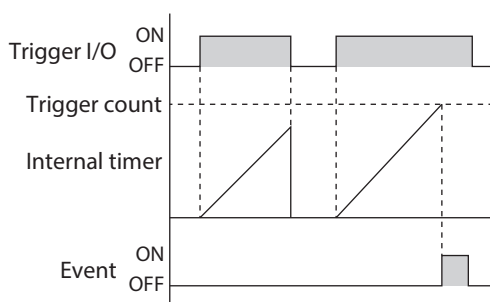 ON
Trigger I/O
OFF
Trigger count
Internal timer
ON
Event
OFF